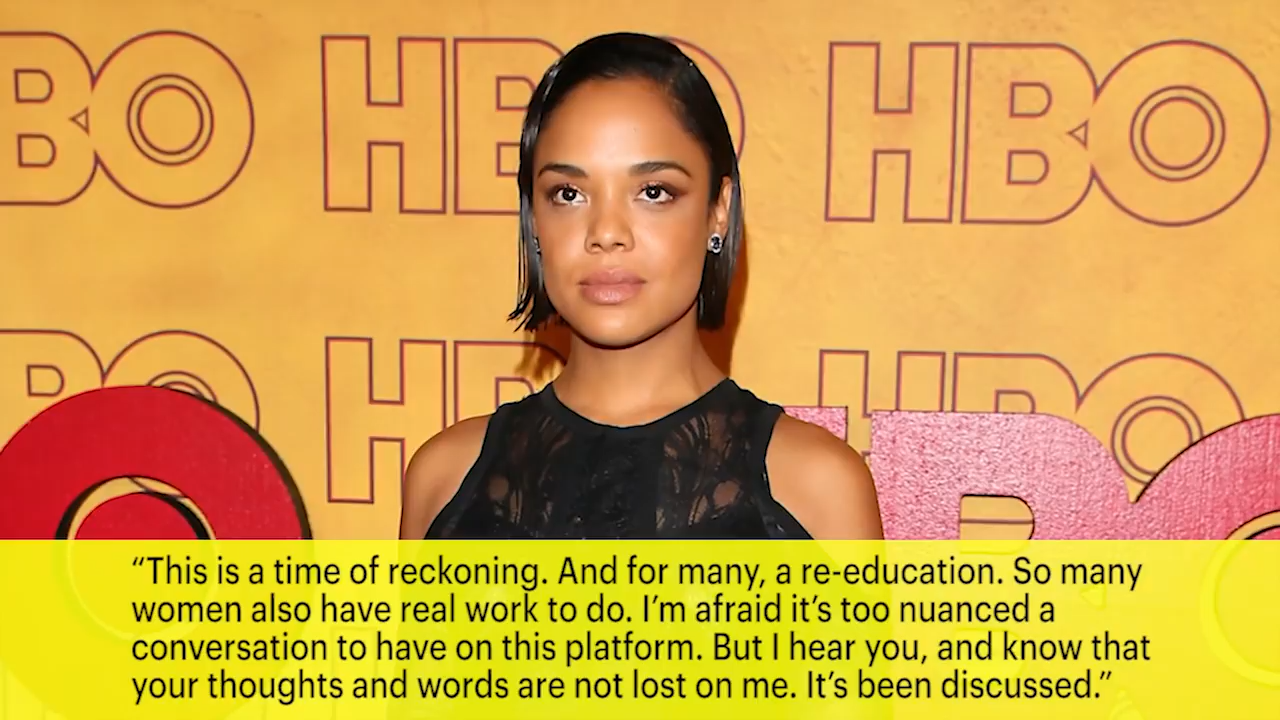 BO HBO HBO
BO HBO HBO
“This is a time of reckoning. And for many, a re-education. So many
women also have real work to do. I’m afraid it’s too nuanced a
conversation to have on this platform. But I hear you, and know that
your thoughts and words are not lost on me. It’s been discussed.”